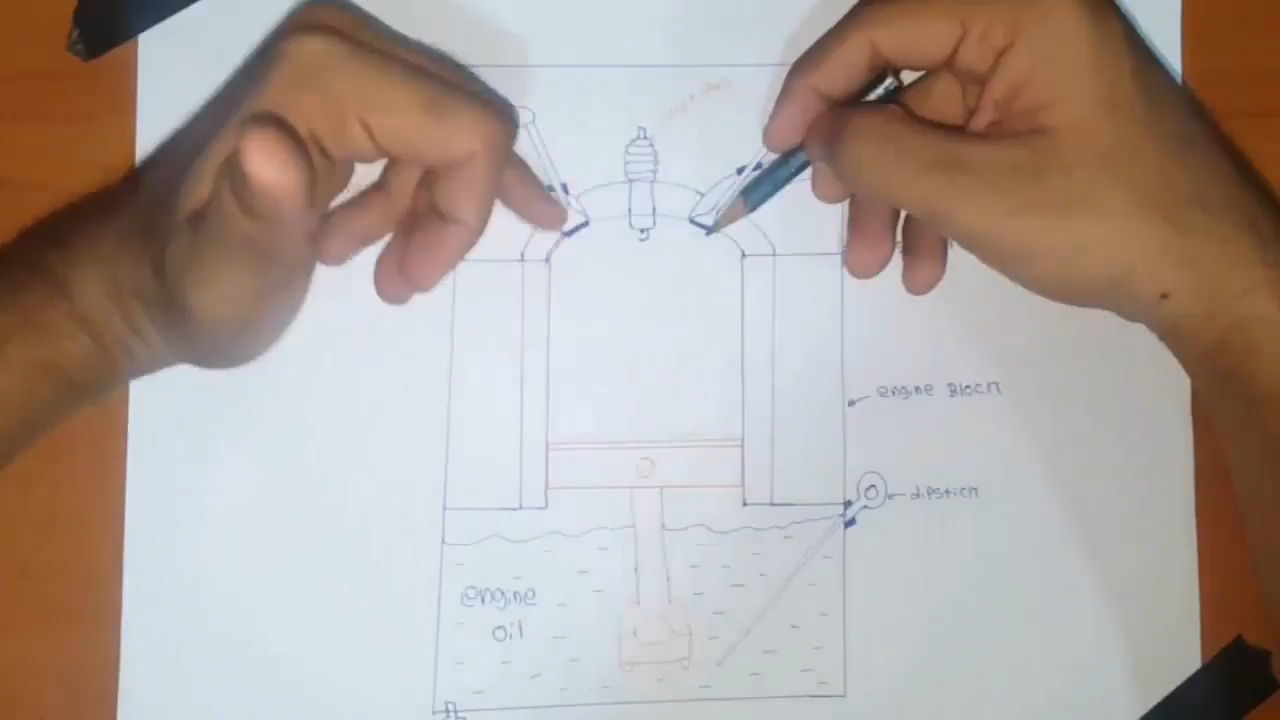 engine Block
dipstick
engine
oil